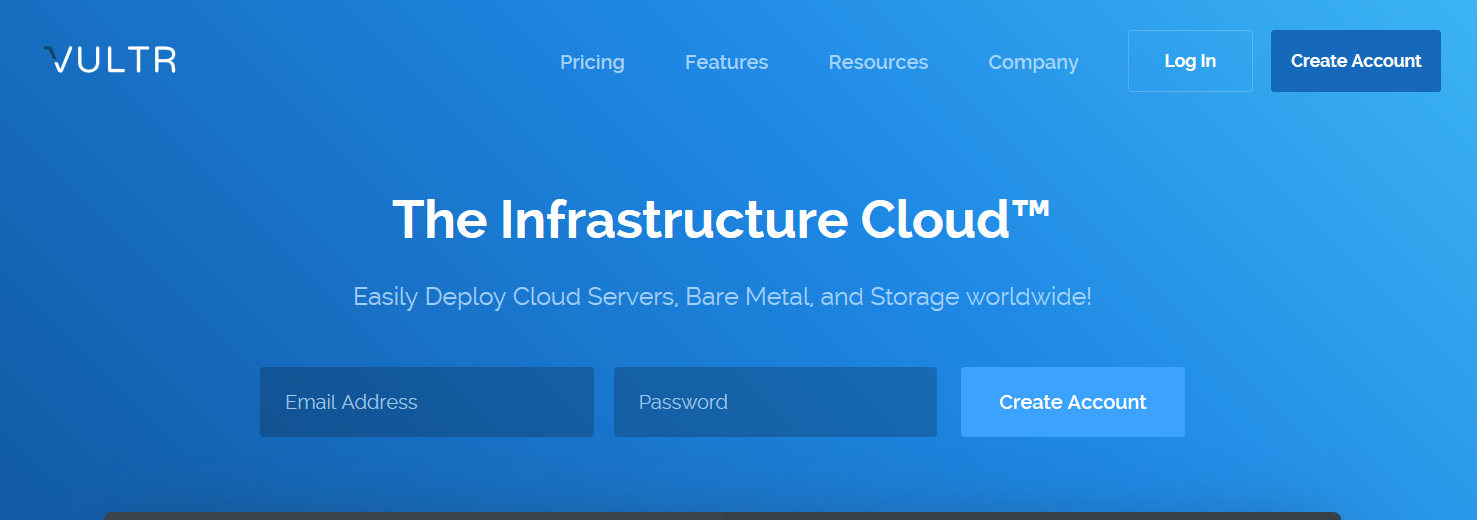 VULTR
Pricing
Features
Resources
Company
Log In
Create Account
The Infrastructure Cloud™
Easily Deploy Cloud Servers, Bare Metal, and Storage worldwide!
Email Address
Password
Create Account